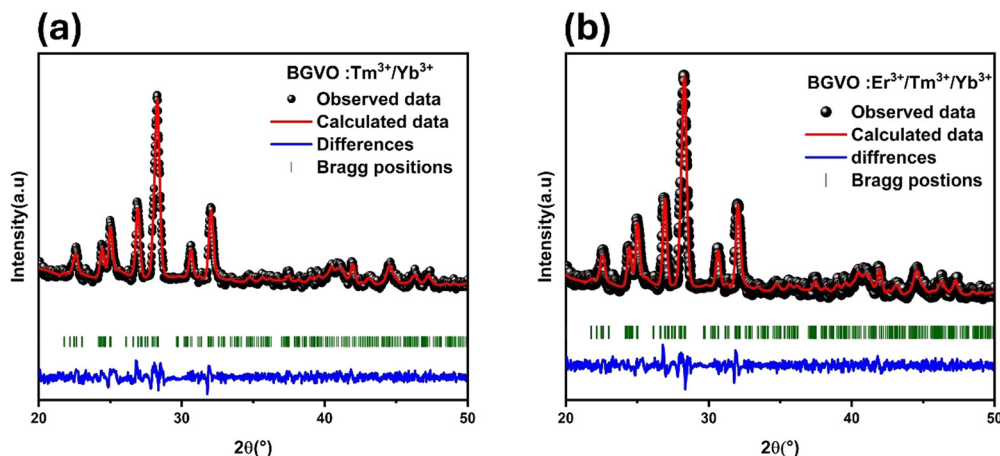 (a)
BGVO :Tm³⁺/Yb³⁺
Observed data
Calculated data
Differences
Bragg positions
Intensity(a.u)
20 30 40 50
2θ(°)
(b)
BGVO :Er³⁺/Tm³⁺/Yb³⁺
Observed data
Calculated data
diffrences
Bragg postions
Intensity(a.u)
20 30 40 50
2θ(°)